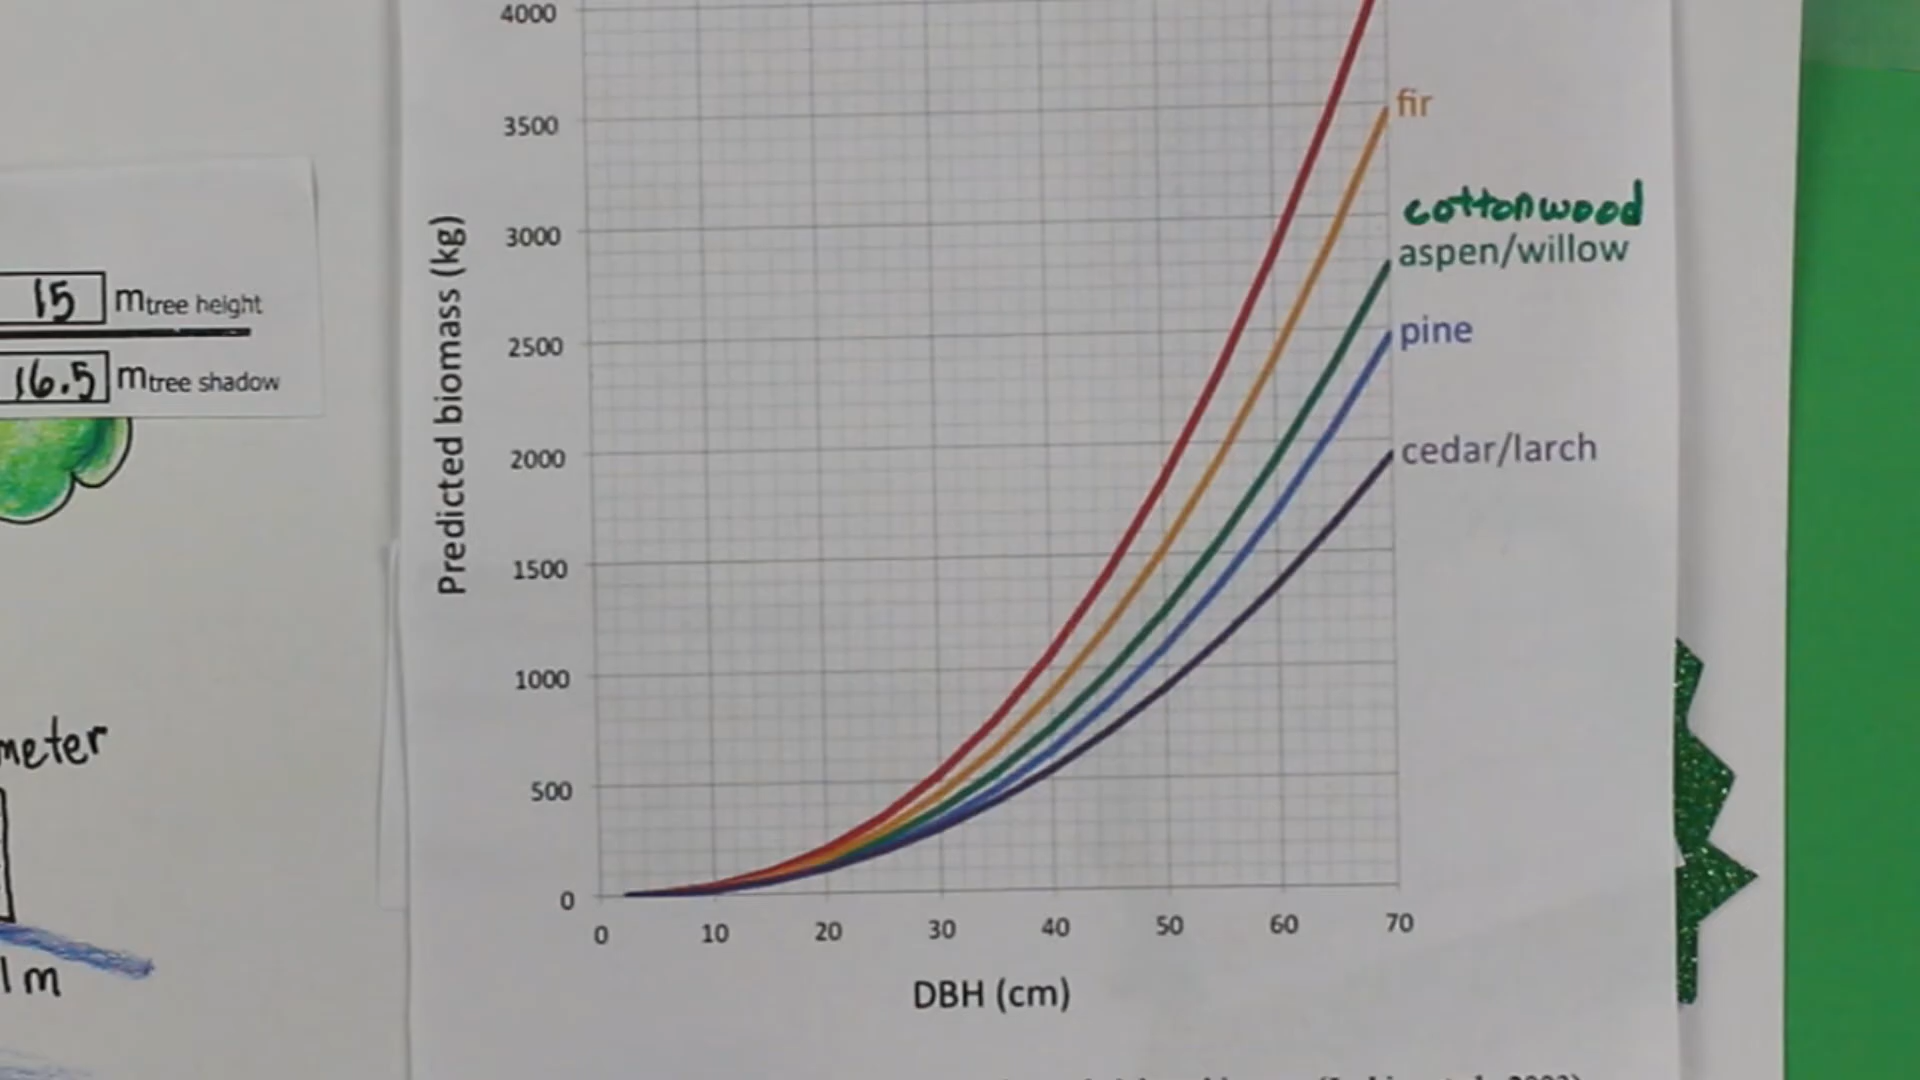 15 m tree height
16.5 m tree shadow
meter
1 m
Predicted biomass (kg)
4000
3500
3000
2500
2000
1500
1000
500
0
0 10 20 30 40 50 60 70
DBH (cm)
fir
cottonwood
aspen/willow
pine
cedar/larch